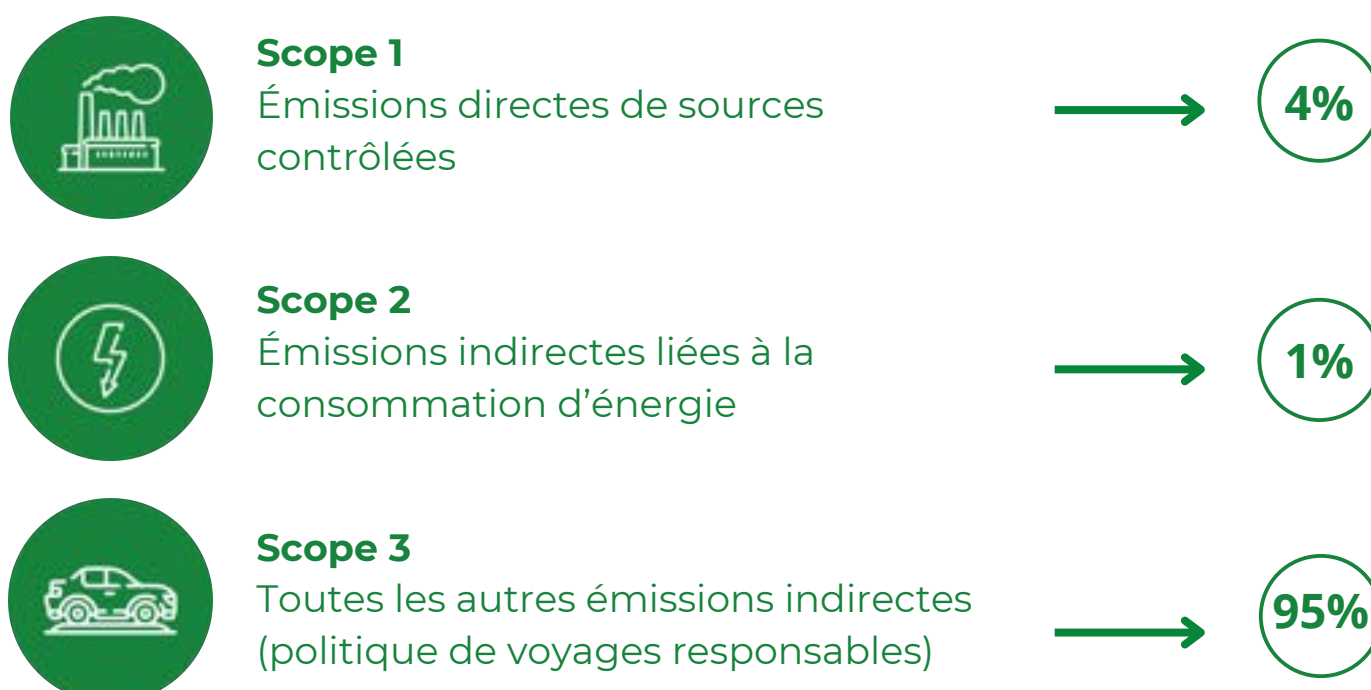 Scope 1
Émissions directes de sources
contrôlées
4%
Scope 2
Émissions indirectes liées à la
consommation d’énergie
1%
Scope 3
Toutes les autres émissions indirectes
(politique de voyages responsables)
95%